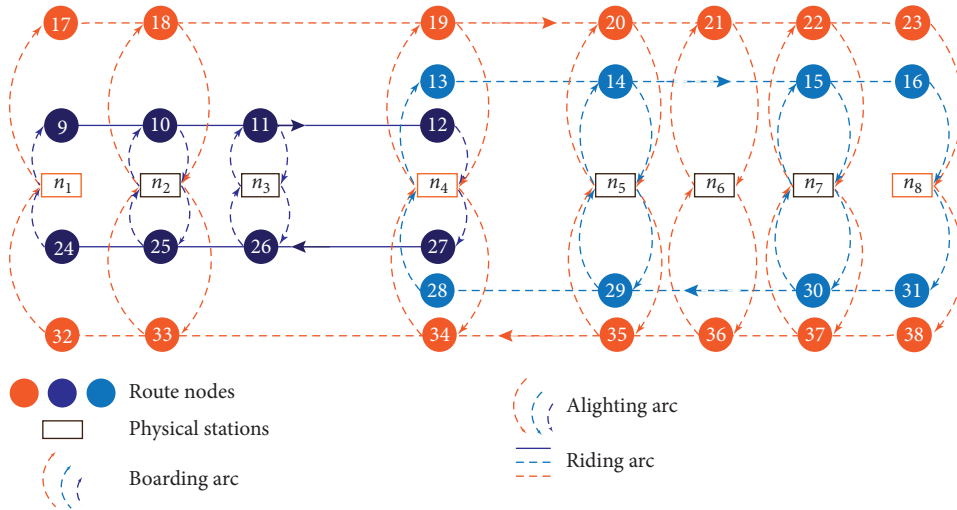 17 18 19 20 21 22 23
13 14 15 16
9 10 11 12
n1 n2 n3 n4 n5 n6 n7 n8
24 25 26 27
28 29 30 31
32 33 34 35 36 37 38
Route nodes
Physical stations
Boarding arc
Alighting arc
Riding arc